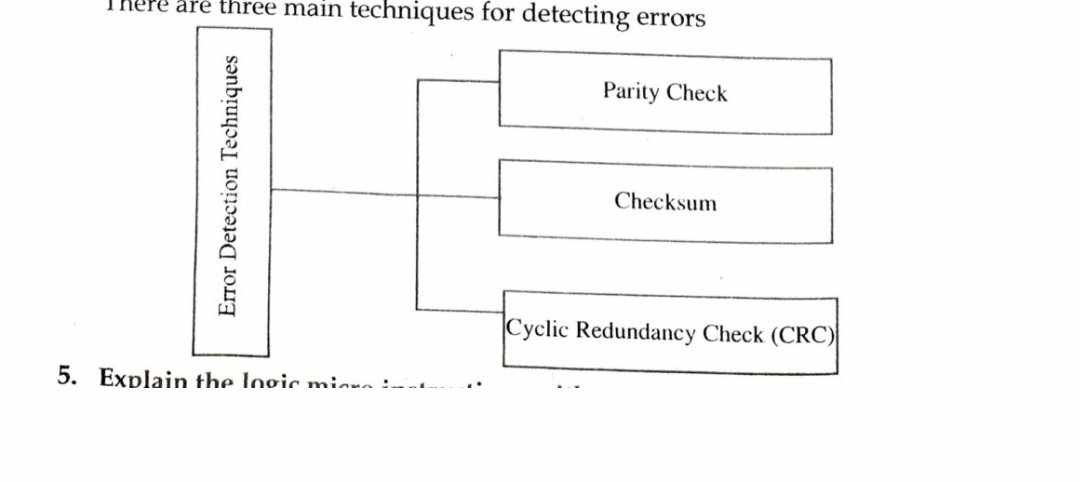 There are three main techniques for detecting errors
Error Detection Techniques
Parity Check
Checksum
Cyclic Redundancy Check (CRC)
5. Explain the logic micro